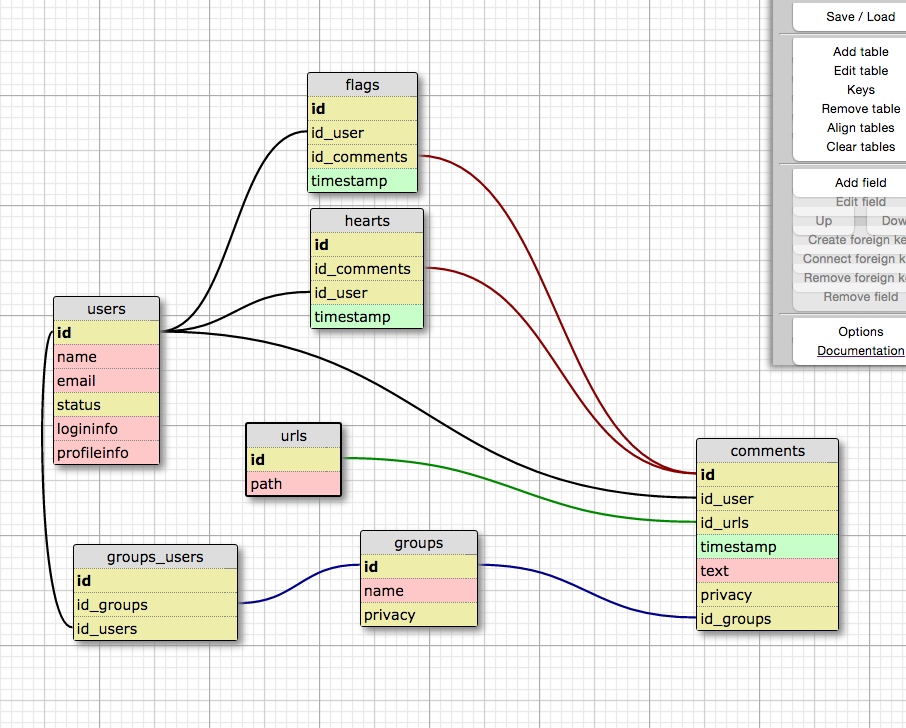 Save / Load
Add table
Edit table
Keys
Remove table
Align tables
Clear tables
Add field
Edit field
Up Dow
Create foreign ke
Connect foreign k
Remove foreign ke
Remove field
Options
Documentation
flags
id
id_user
id_comments
timestamp
hearts
id
id_comments
id_user
timestamp
users
id
name
email
status
logininfo
profileinfo
urls
id
path
comments
id
id_user
id_urls
timestamp
text
privacy
id_groups
groups_users
id
id_groups
id_users
groups
id
name
privacy